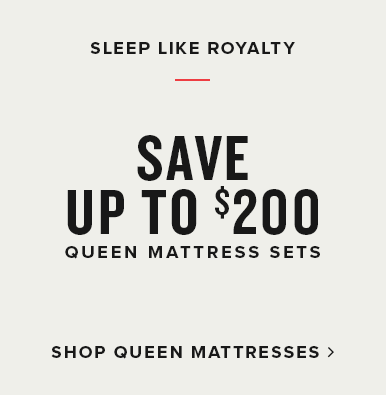 SLEEP LIKE ROYALTY
SAVE
UP TO $200
QUEEN MATTRESS SETS
SHOP QUEEN MATTRESSES >